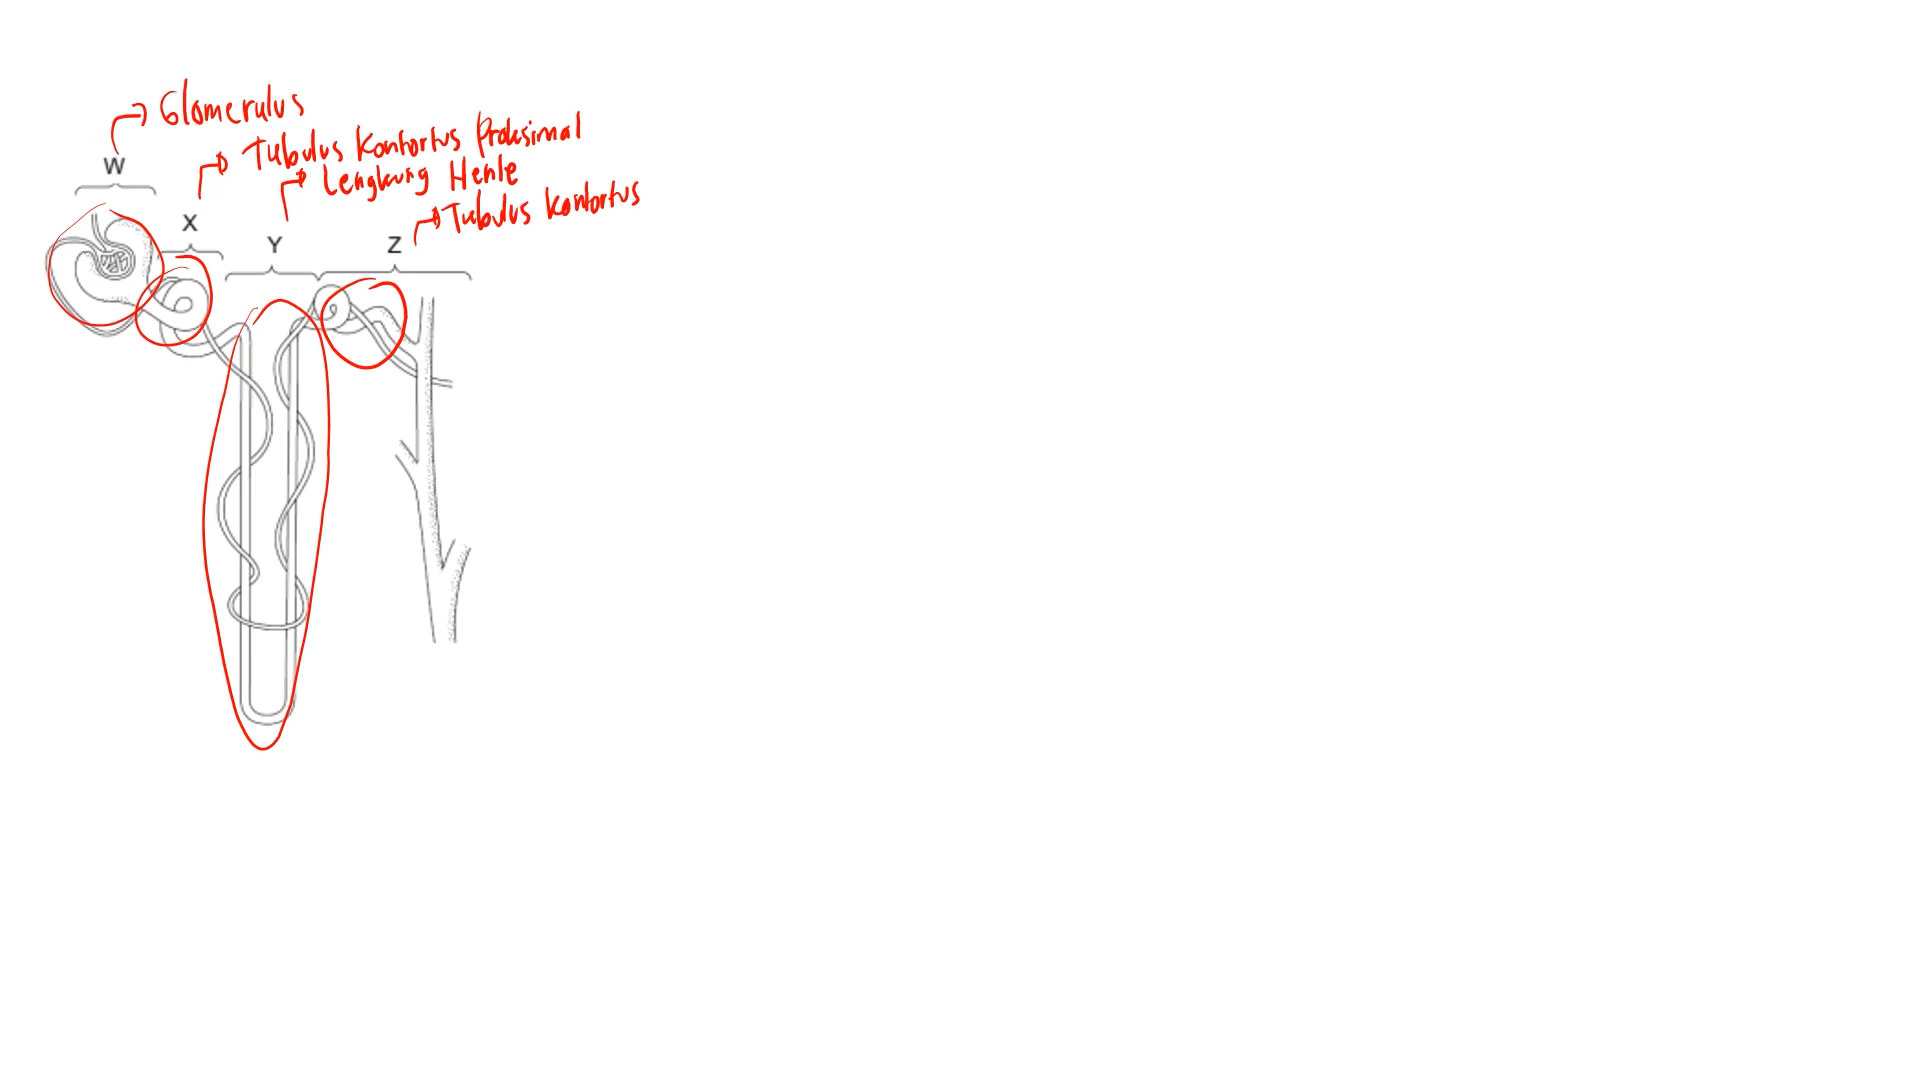 Glomerulus
W
Tubulus Kontortus Proksimal
X
Lengkung Henle
Y
Tubulus Kontortus
Z